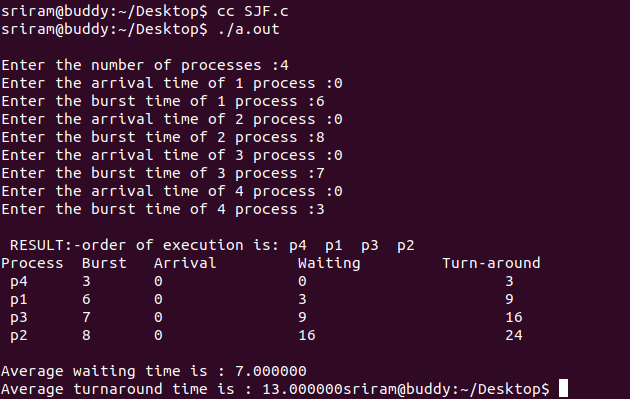 sriram@buddy:~/Desktop$ cc SJF.c
sriram@buddy:~/Desktop$ ./a.out
Enter the number of processes :4
Enter the arrival time of 1 process :0
Enter the burst time of 1 process :6
Enter the arrival time of 2 process :0
Enter the burst time of 2 process :8
Enter the arrival time of 3 process :0
Enter the burst time of 3 process :7
Enter the arrival time of 4 process :0
Enter the burst time of 4 process :3
RESULT:-order of execution is: p4  p1  p3  p2
Process  Burst   Arrival         Waiting         Turn-around
p4      3       0               0                      3
p1      6       0               3                      9
p3      7       0               9                      16
p2      8       0               16                     24
Average waiting time is : 7.000000
Average turnaround time is : 13.000000sriram@buddy:~/Desktop$